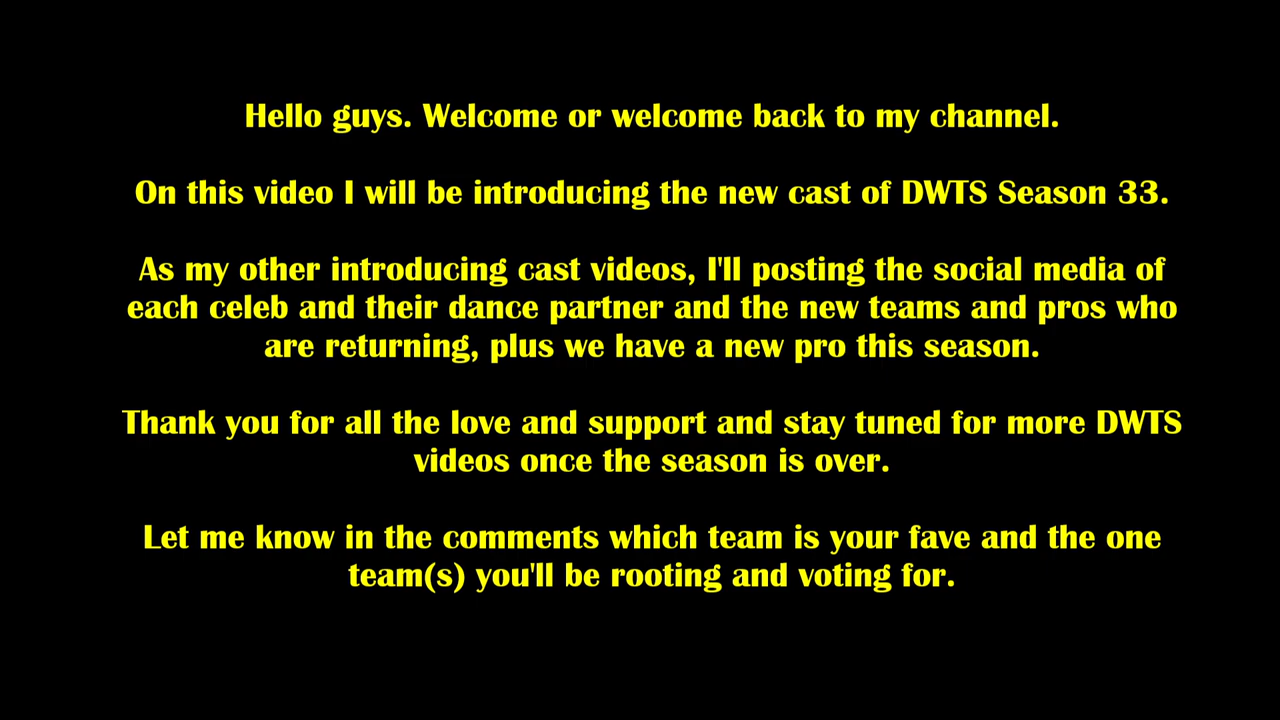 Hello guys. Welcome or welcome back to my channel.
On this video I will be introducing the new cast of DWTS Season 33.
As my other introducing cast videos, I'll posting the social media of
each celeb and their dance partner and the new teams and pros who
are returning, plus we have a new pro this season.
Thank you for all the love and support and stay tuned for more DWTS
videos once the season is over.
Let me know in the comments which team is your fave and the one
team(s) you'll be rooting and voting for.